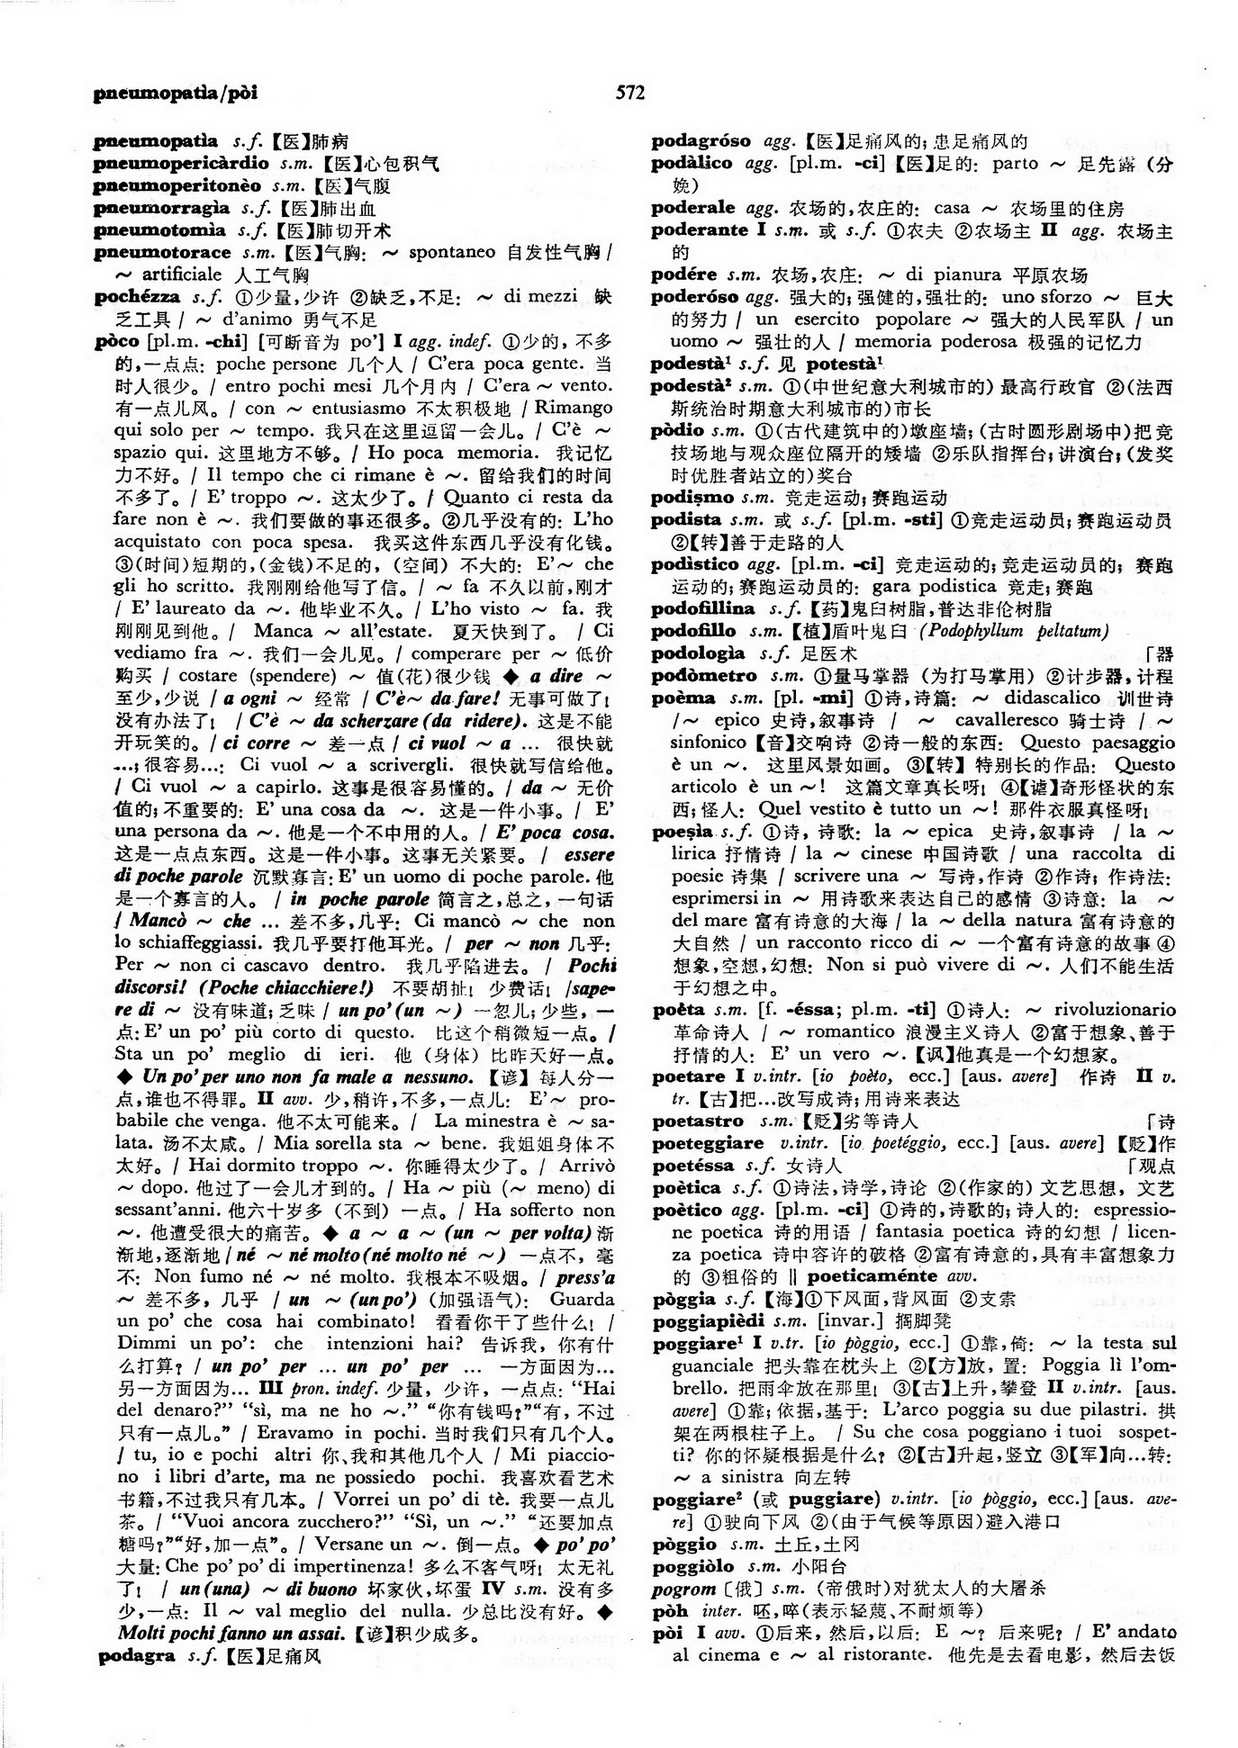 pneumopatìa/pòi
572
pneumopatìa s.f.【医】肺病
pneumopericàrdio s.m.【医】心包积气
pneumoperitonèo s.m.【医】气腹
pneumorragìa s.f.【医】肺出血
pneumotomìa s.f.【医】肺切开术
pneumotorace s.m.【医】气胸: ～ spontaneo 自发性气胸 /
～ artificiale 人工气胸
pochézza s.f. ①少量,少许 ②缺乏,不足: ～ di mezzi 缺
乏工具 / ～ d'animo 勇气不足
pòco [pl.m. -chi] [可断音为 po'] I agg. indef. ①少的, 不多
的,一点点: poche persone 几个人 / C'era poca gente. 当
时人很少。/ entro pochi mesi 几个月内 / C'era ～ vento.
有一点儿风。/ con ～ entusiasmo 不太积极地 / Rimango
qui solo per ～ tempo. 我只在这里逗留一会儿。/ C'è ～
spazio qui. 这里地方不够。/ Ho poca memoria. 我记忆
力不好。/ Il tempo che ci rimane è ～. 留给我们的时间
不多了。/ E' troppo ～. 这太少了。/ Quanto ci resta da
fare non è ～. 我们要做的事还很多。②几乎没有的: L'ho
acquistato con poca spesa. 我买这件东西几乎没有化钱。
③(时间)短期的,(金钱)不足的, (空间) 不大的: E'～ che
gli ho scritto. 我刚刚给他写了信。/ ～ fa 不久以前,刚才
/ E' laureato da ～. 他毕业不久。/ L'ho visto ～ fa. 我
刚刚见到他。/ Manca ～ all'estate. 夏天快到了。/ Ci
vediamo fra ～. 我们一会儿见。/ comperare per ～ 低价
购买 / costare (spendere) ～ 值(花)很少钱 ◆ a dire ～
至少,少说 / a ogni ～ 经常 / C'è～ da fare! 无事可做了!
没有办法了! / C'è ～ da scherzare (da ridere). 这是不能
开玩笑的。/ ci corre ～ 差一点 / ci vuol ～ a … 很快就
…;很容易…: Ci vuol ～ a scrivergli. 很快就写信给他。
/ Ci vuol ～ a capirlo. 这事是很容易懂的。/ da ～ 无价
值的;不重要的: E' una cosa da ～. 这是一件小事。/ E'
una persona da ～. 他是一个不中用的人。/ E' poca cosa.
这是一点点东西。这是一件小事。这事无关紧要。/ essere
di poche parole 沉默寡言: E' un uomo di poche parole. 他
是一个寡言的人。/ in poche parole 简言之,总之,一句话
/ Mancò ～ che … 差不多,几乎: Ci mancò ～ che non
lo schiaffeggiassi. 我几乎要打他耳光。/ per ～ non 几乎:
Per ～ non ci cascavo dentro. 我几乎陷进去。/ Pochi
discorsi! (Poche chiacchiere!) 不要胡扯! 少费话! /sape-
re di ～ 没有味道;乏味 / un po' (un ～) 一忽儿;少些,一
点: E' un po' più corto di questo. 比这个稍微短一点。/
Sta un po' meglio di ieri. 他 (身体) 比昨天好一点。
◆ Un po' per uno non fa male a nessuno.【谚】每人分一
点,谁也不得罪。II avv. 少,稍许,不多,一点儿: E'～ pro-
babile che venga. 他不太可能来。/ La minestra è ～ sa-
lata. 汤不太咸。/ Mia sorella sta ～ bene. 我姐姐身体不
太好。/ Hai dormito troppo ～. 你睡得太少了。/ Arrivò
～ dopo. 他过了一会儿才到的。/ Ha ～ più (～ meno) di
sessant'anni. 他六十岁多 (不到) 一点。/ Ha sofferto non
～. 他遭受很大的痛苦。◆ a ～ a ～ (un ～ per volta) 渐
渐地,逐渐地 / né ～ né molto (né molto né ～) 一点不, 毫
不: Non fumo né ～ né molto. 我根本不吸烟。/ press'a
～ 差不多, 几乎 / un ～ (un po') (加强语气): Guarda
un po' che cosa hai combinato! 看看你干了些什么! /
Dimmi un po': che intenzioni hai? 告诉我, 你有什
么打算? / un po' per … un po' per … 一方面因为…
另一方面因为… III pron. indef. 少量, 少许, 一点点: “Hai
del denaro?” “sì, ma ne ho ～.” “你有钱吗?”“有,不过
只有一点儿。” / Eravamo in pochi. 当时我们只有几个人。
/ tu, io e pochi altri 你、我和其他几个人 / Mi piaccio-
no i libri d'arte, ma ne possiedo pochi. 我喜欢看艺术
书籍,不过我只有几本。/ Vorrei un po' di tè. 我要一点儿
茶。/ “Vuoi ancora zucchero?” “Sì, un ～.” “还要加点
糖吗?”“好,加一点”。/ Versane un ～. 倒一点。◆ po' po'
大量: Che po' po' di impertinenza! 多么不客气呀! 太无礼
了! / un (una) ～ di buono 坏家伙,坏蛋 IV s.m. 没有多
少,一点: Il ～ val meglio del nulla. 少总比没有好。◆
Molti pochi fanno un assai.【谚】积少成多。
podagra s.f.【医】足痛风
podagróso agg.【医】足痛风的; 患足痛风的
podàlico agg. [pl.m. -ci]【医】足的: parto ～ 足先露 (分
娩)
poderale agg. 农场的,农庄的: casa ～ 农场里的住房
poderante I s.m. 或 s.f. ①农夫 ②农场主 II agg. 农场主
的
podére s.m. 农场,农庄: ～ di pianura 平原农场
poderóso agg. 强大的; 强健的,强壮的: uno sforzo ～ 巨大
的努力 / un esercito popolare ～ 强大的人民军队 / un
uomo ～ 强壮的人 / memoria poderosa 极强的记忆力
podestà¹ s.f. 见 potestà¹
podestà² s.m. ①(中世纪意大利城市的) 最高行政官 ②(法西
斯统治时期意大利城市的)市长
pòdio s.m. ①(古代建筑中的)墩座墙;(古时圆形剧场中)把竞
技场地与观众座位隔开的矮墙 ②乐队指挥台;讲演台;(发奖
时优胜者站立的)奖台
podişmo s.m. 竞走运动; 赛跑运动
podista s.m. 或 s.f. [pl.m. -sti] ①竞走运动员; 赛跑运动员
②【转】善于走路的人
podìstico agg. [pl.m. -ci] 竞走运动的; 竞走运动员的; 赛跑
运动的; 赛跑运动员的: gara podistica 竞走; 赛跑
podofillina s.f.【药】鬼臼树脂,普达非伦树脂
podofillo s.m.【植】盾叶鬼臼 (Podophyllum peltatum)
podologìa s.f. 足医术 「器
podòmetro s.m. ①量马掌器 (为打马掌用) ②计步器,计程
poèma s.m. [pl. -mi] ①诗,诗篇: ～ didascalico 训世诗
/～ epico 史诗,叙事诗 / ～ cavalleresco 骑士诗 / ～
sinfonico【音】交响诗 ②诗一般的东西: Questo paesaggio
è un ～. 这里风景如画。③【转】特别长的作品: Questo
articolo è un ～! 这篇文章真长呀! ④【谑】奇形怪状的东
西;怪人: Quel vestito è tutto un ～! 那件衣服真怪呀!
poeşìa s.f. ①诗, 诗歌: la ～ epica 史诗,叙事诗 / la ～
lirica 抒情诗 / la ～ cinese 中国诗歌 / una raccolta di
poesie 诗集 / scrivere una ～ 写诗,作诗 ②作诗; 作诗法:
esprimersi in ～ 用诗歌来表达自己的感情 ③诗意: la ～
del mare 富有诗意的大海 / la ～ della natura 富有诗意的
大自然 / un racconto ricco di ～ 一个富有诗意的故事 ④
想象,空想,幻想: Non si può vivere di ～. 人们不能生活
于幻想之中。
poèta s.m. [f. -éssa; pl.m. -ti] ①诗人: ～ rivoluzionario
革命诗人 / ～ romantico 浪漫主义诗人 ②富于想象、善于
抒情的人: E' un vero ～.【讽】他真是一个幻想家。
poetare I v.intr. [io poèto, ecc.] [aus. avere] 作诗 II v.
tr.【古】把…改写成诗;用诗来表达
poetastro s.m.【贬】劣等诗人 「诗
poeteggiare v.intr. [io poetéggio, ecc.] [aus. avere]【贬】作
poetéssa s.f. 女诗人 「观点
poètica s.f. ①诗法,诗学,诗论 ②(作家的) 文艺思想, 文艺
poètico agg. [pl.m. -ci] ①诗的,诗歌的; 诗人的: espressio-
ne poetica 诗的用语 / fantasia poetica 诗的幻想 / licen-
za poetica 诗中容许的破格 ②富有诗意的,具有丰富想象力
的 ③粗俗的 ‖ poeticaménte avv.
pòggia s.f.【海】①下风面,背风面 ②支索
poggiapièdi s.m. [invar.] 搁脚凳
poggiare¹ I v.tr. [io pòggio, ecc.] ①靠,倚: ～ la testa sul
guanciale 把头靠在枕头上 ②【方】放, 置: Poggia lì l'om-
brello. 把雨伞放在那里! ③【古】上升,攀登 II v.intr. [aus.
avere] ①靠; 依据,基于: L'arco poggia su due pilastri. 拱
架在两根柱子上。/ Su che cosa poggiano i tuoi sospet-
ti? 你的怀疑根据是什么? ②【古】升起,竖立 ③【军】向…转:
～ a sinistra 向左转
poggiare² (或 puggiare) v.intr. [io pòggio, ecc.] [aus. ave-
re] ①驶向下风 ②(由于气候等原因)避入港口
pòggio s.m. 土丘,土冈
poggiòlo s.m. 小阳台
pogrom〔俄〕s.m. (帝俄时)对犹太人的大屠杀
pòh inter. 呸,啐(表示轻蔑、不耐烦等)
pòi I avv. ①后来, 然后,以后: E ～? 后来呢? / E' andato
al cinema e ～ al ristorante. 他先是去看电影, 然后去饭